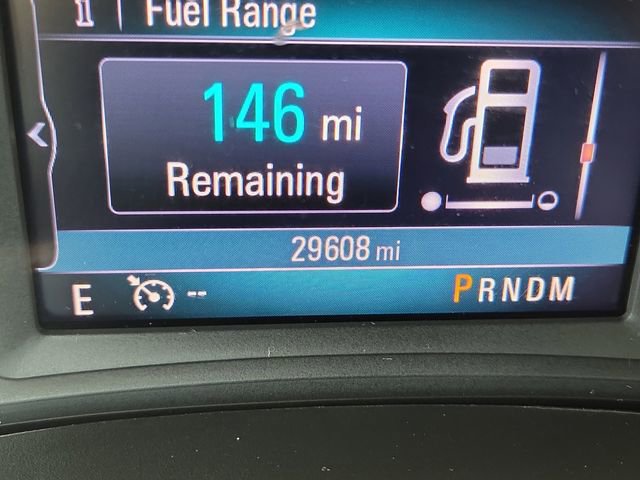 i | Fuel Range
146 mi
Remaining
29608 mi
E -- PRNDM